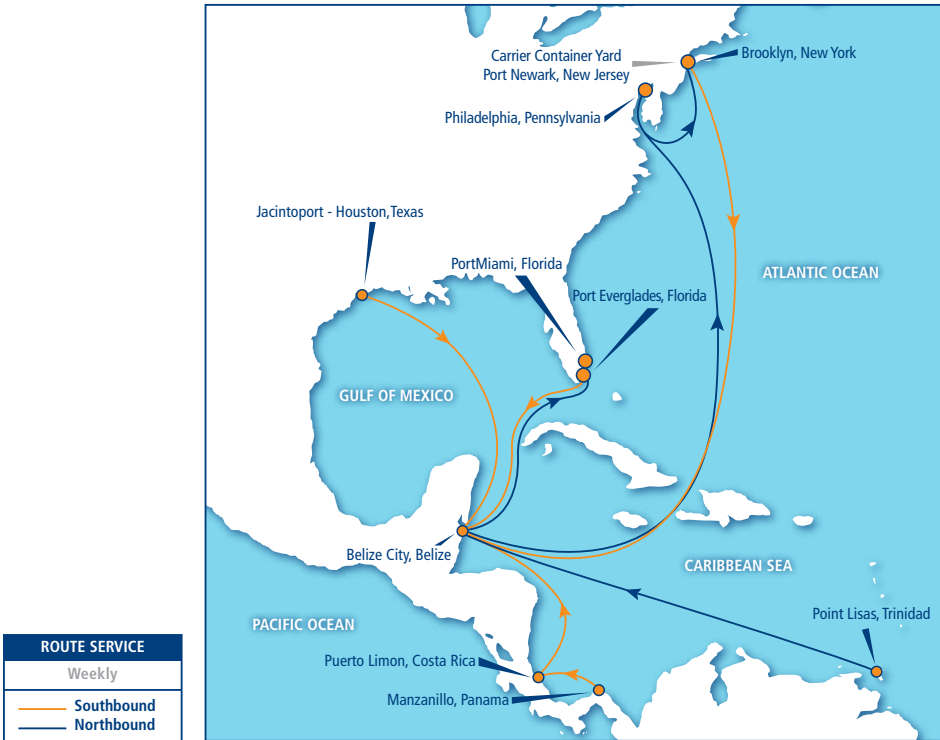 Carrier Container Yard
Port Newark, New Jersey
Brooklyn, New York
Philadelphia, Pennsylvania
Jacintoport - Houston,Texas
PortMiami, Florida
ATLANTIC OCEAN
Port Everglades, Florida
GULF OF MEXICO
Belize City, Belize
CARIBBEAN SEA
PACIFIC OCEAN
Point Lisas, Trinidad
Puerto Limon, Costa Rica
Manzanillo, Panama
ROUTE SERVICE
Weekly
Southbound
Northbound